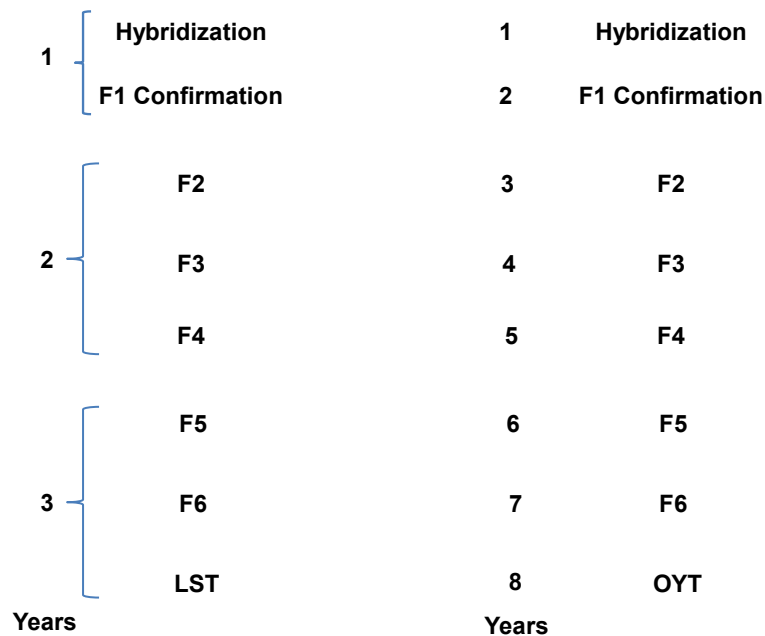 Hybridization 1 Hybridization
1
F1 Confirmation 2 F1 Confirmation
F2 3 F2
2 F3 4 F3
F4 5 F4
F5 6 F5
3 F6 7 F6
LST 8 OYT
Years Years